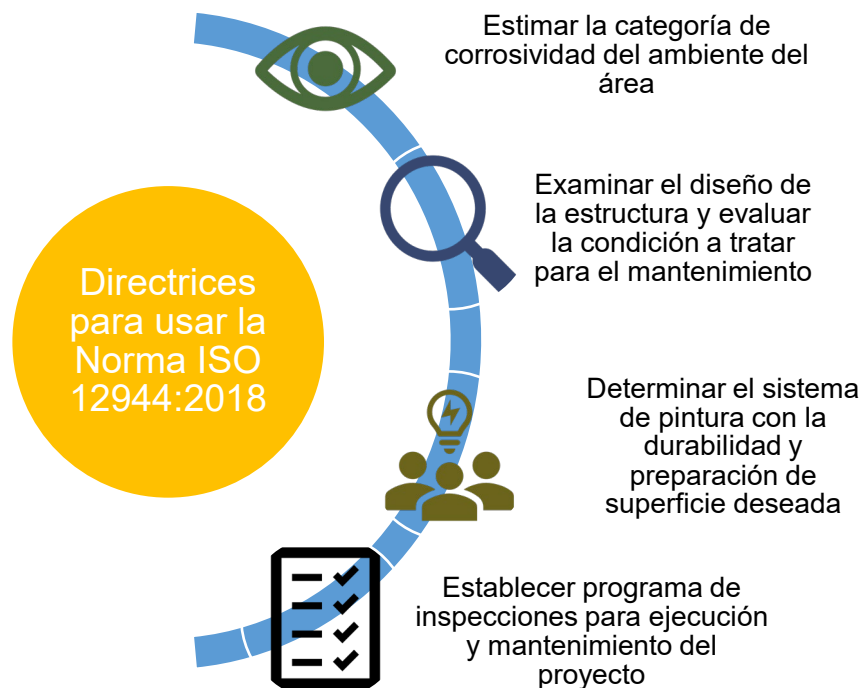 Estimar la categoría de
corrosividad del ambiente del
área
Examinar el diseño de
la estructura y evaluar
la condición a tratar
para el mantenimiento
Directrices
para usar la
Norma ISO
12944:2018
Determinar el sistema
de pintura con la
durabilidad y
preparación de
superficie deseada
Establecer programa de
inspecciones para ejecución
y mantenimiento del
proyecto